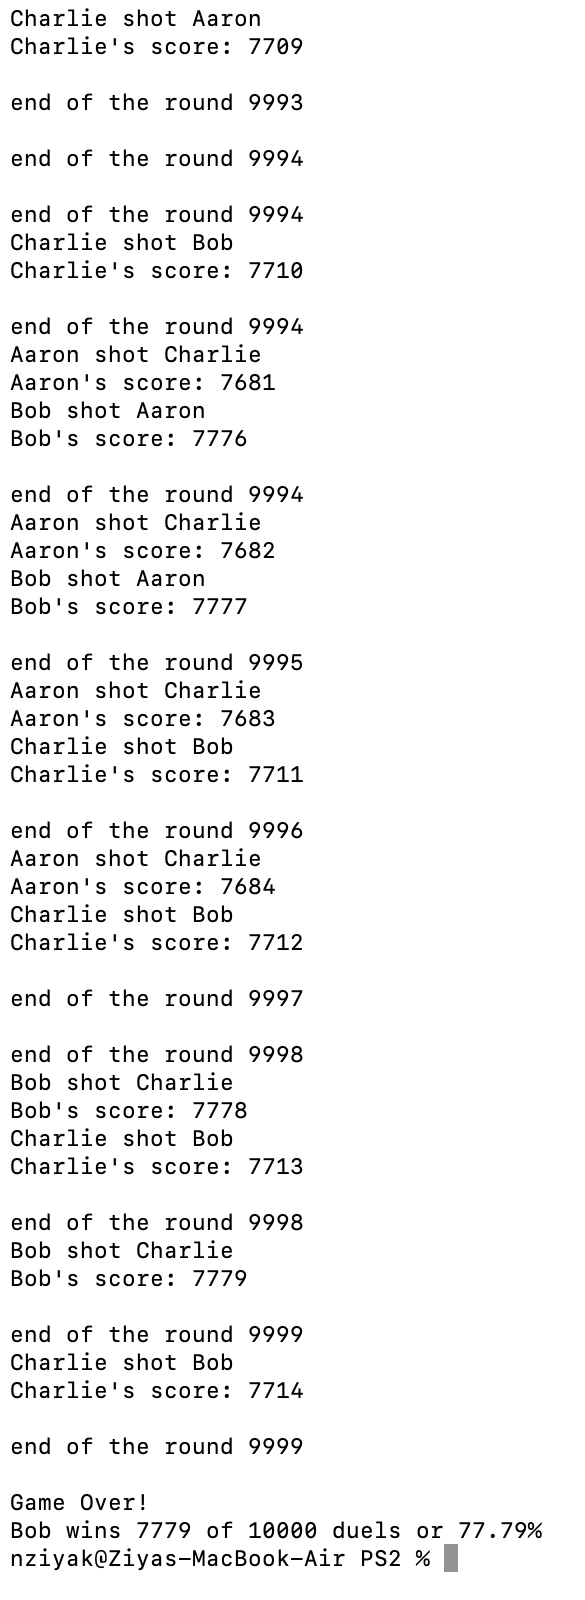 Charlie shot Aaron
Charlie's score: 7709
end of the round 9993
end of the round 9994
end of the round 9994
Charlie shot Bob
Charlie's score: 7710
end of the round 9994
Aaron shot Charlie
Aaron's score: 7681
Bob shot Aaron
Bob's score: 7776
end of the round 9994
Aaron shot Charlie
Aaron's score: 7682
Bob shot Aaron
Bob's score: 7777
end of the round 9995
Aaron shot Charlie
Aaron's score: 7683
Charlie shot Bob
Charlie's score: 7711
end of the round 9996
Aaron shot Charlie
Aaron's score: 7684
Charlie shot Bob
Charlie's score: 7712
end of the round 9997
end of the round 9998
Bob shot Charlie
Bob's score: 7778
Charlie shot Bob
Charlie's score: 7713
end of the round 9998
Bob shot Charlie
Bob's score: 7779
end of the round 9999
Charlie shot Bob
Charlie's score: 7714
end of the round 9999
Game Over!
Bob wins 7779 of 10000 duels or 77.79%
nziyak@Ziyas-MacBook-Air PS2 %